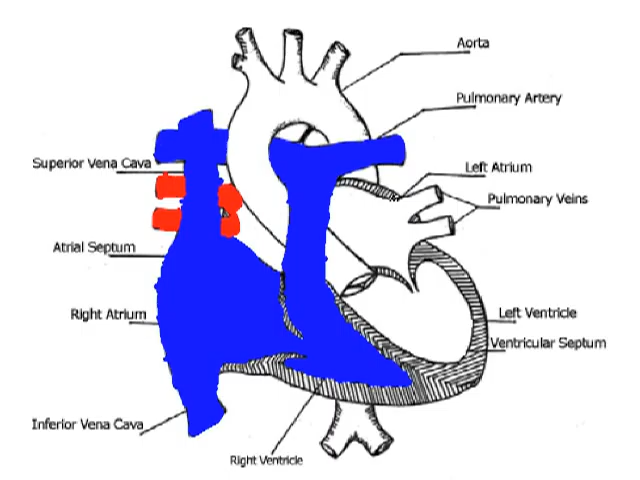 Aorta
Pulmonary Artery
Superior Vena Cava
Left Atrium
Pulmonary Veins
Atrial Septum
Right Atrium
Left Ventricle
Ventricular Septum
Inferior Vena Cava
Right Ventricle